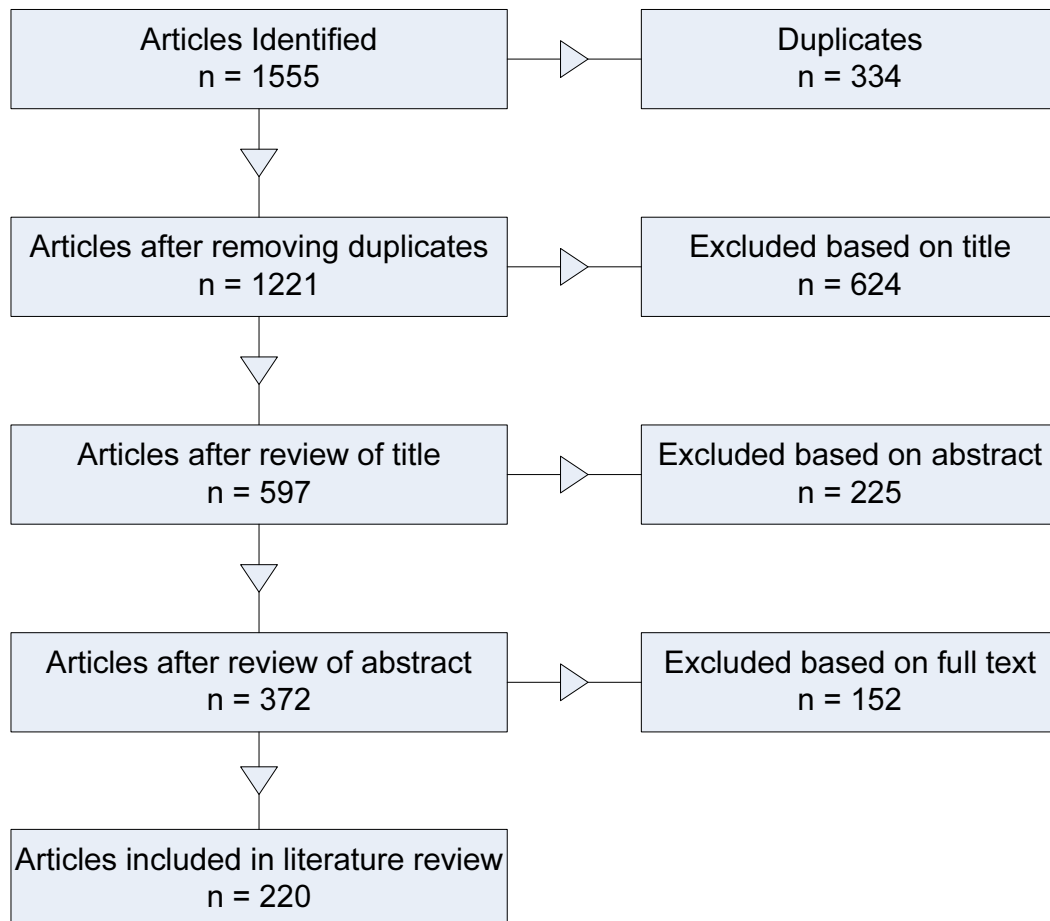 Articles Identified
n = 1555
Duplicates
n = 334
Articles after removing duplicates
n = 1221
Excluded based on title
n = 624
Articles after review of title
n = 597
Excluded based on abstract
n = 225
Articles after review of abstract
n = 372
Excluded based on full text
n = 152
Articles included in literature review
n = 220